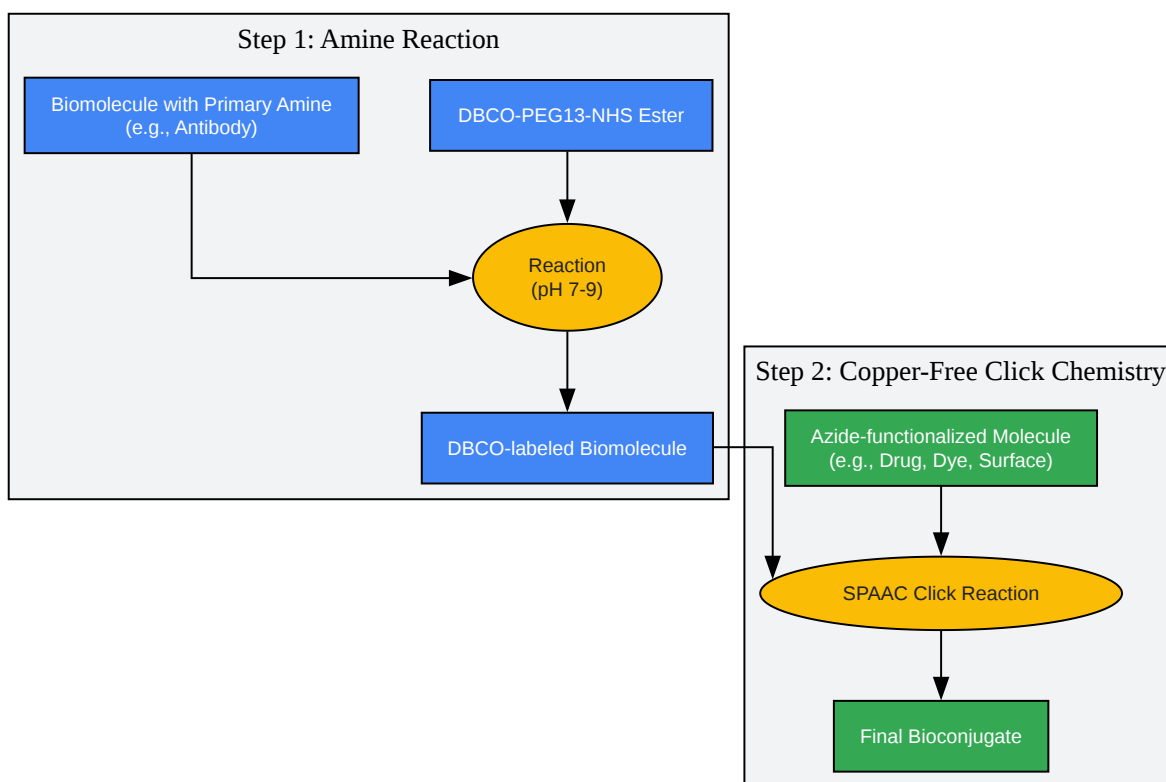 Step 1: Amine Reaction
Biomolecule with Primary Amine
(e.g., Antibody)
DBCO-PEG13-NHS Ester
Reaction
(pH 7-9)
DBCO-labeled Biomolecule
Step 2: Copper-Free Click Chemistry
Azide-functionalized Molecule
(e.g., Drug, Dye, Surface)
SPAAC Click Reaction
Final Bioconjugate